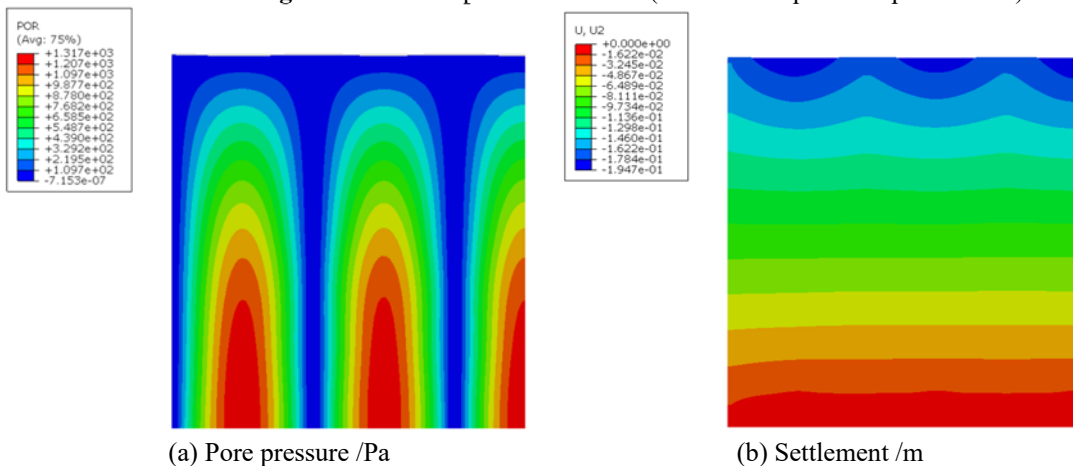 POR
(Avg: 75%)
+1.317e+03
+1.207e+03
+1.097e+03
+9.877e+02
+8.780e+02
+7.682e+02
+6.585e+02
+5.487e+02
+4.390e+02
+3.292e+02
+2.195e+02
+1.097e+02
-7.153e-07
U, U2
+0.000e+00
-1.622e-02
-3.245e-02
-4.867e-02
-6.489e-02
-8.111e-02
-9.734e-02
-1.136e-01
-1.298e-01
-1.460e-01
-1.622e-01
-1.784e-01
-1.947e-01
(a) Pore pressure /Pa
(b) Settlement /m